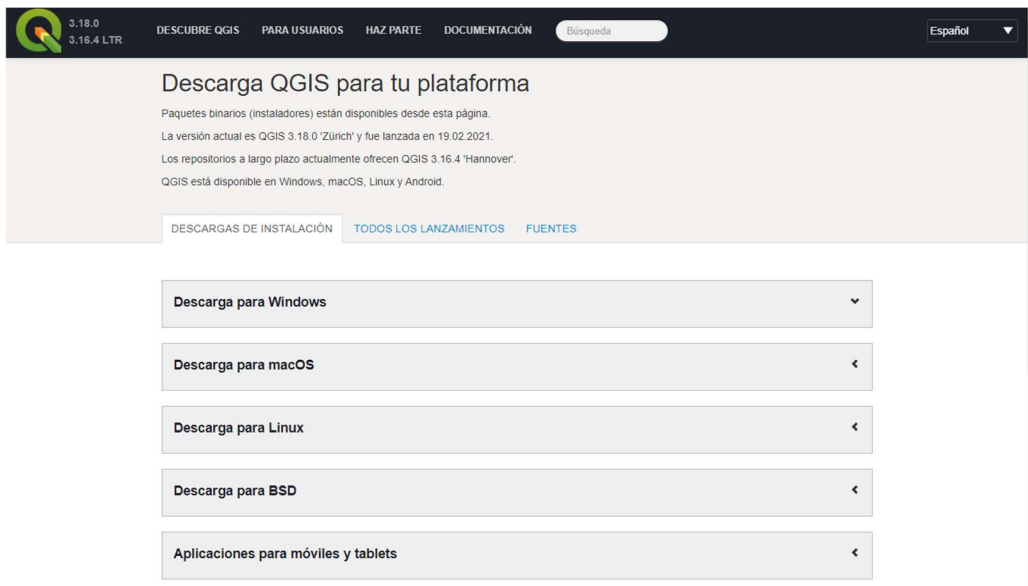 3.18.0
3.16.4 LTR
DESCUBRE QGIS PARA USUARIOS HAZ PARTE DOCUMENTACIÓN Búsqueda Español
Descarga QGIS para tu plataforma
Paquetes binarios (instaladores) están disponibles desde esta página.
La versión actual es QGIS 3.18.0 'Zürich' y fue lanzada en 19.02.2021.
Los repositorios a largo plazo actualmente ofrecen QGIS 3.16.4 'Hannover'.
QGIS está disponible en Windows, macOS, Linux y Android.
DESCARGAS DE INSTALACIÓN TODOS LOS LANZAMIENTOS FUENTES
Descarga para Windows
Descarga para macOS
Descarga para Linux
Descarga para BSD
Aplicaciones para móviles y tablets